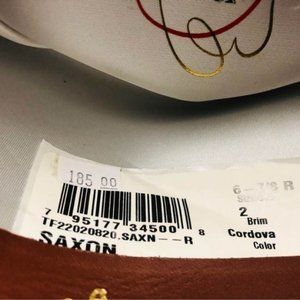 185.00
6-7/8 R
7 95177 34500 8
2
Brim
TF22020820.SAXN--R
Cordova
Color
SAXON